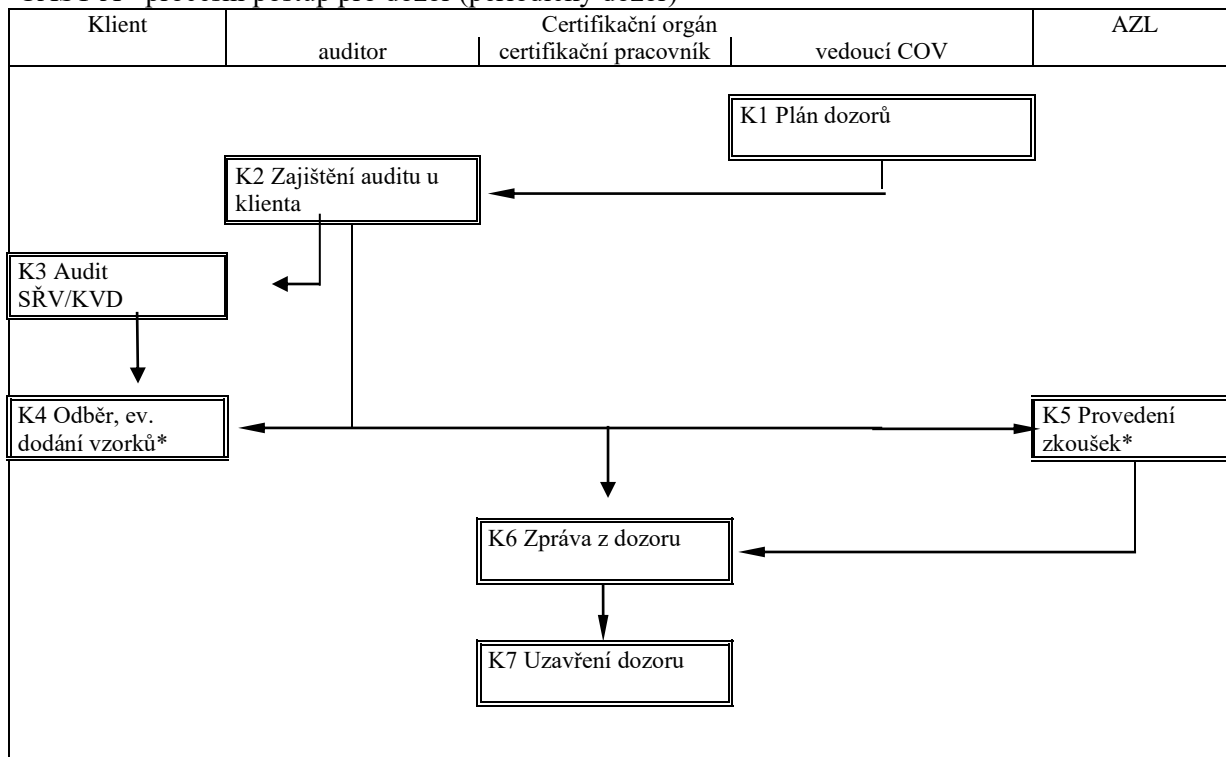 Klient
Certifikační orgán
AZL
auditor
certifikační pracovník
vedoucí COV
K1 Plán dozorů
K2 Zajištění auditu u
klienta
K3 Audit
SŘV/KVD
K4 Odběr, ev.
dodání vzorků*
K5 Provedení
zkoušek*
K6 Zpráva z dozoru
K7 Uzavření dozoru